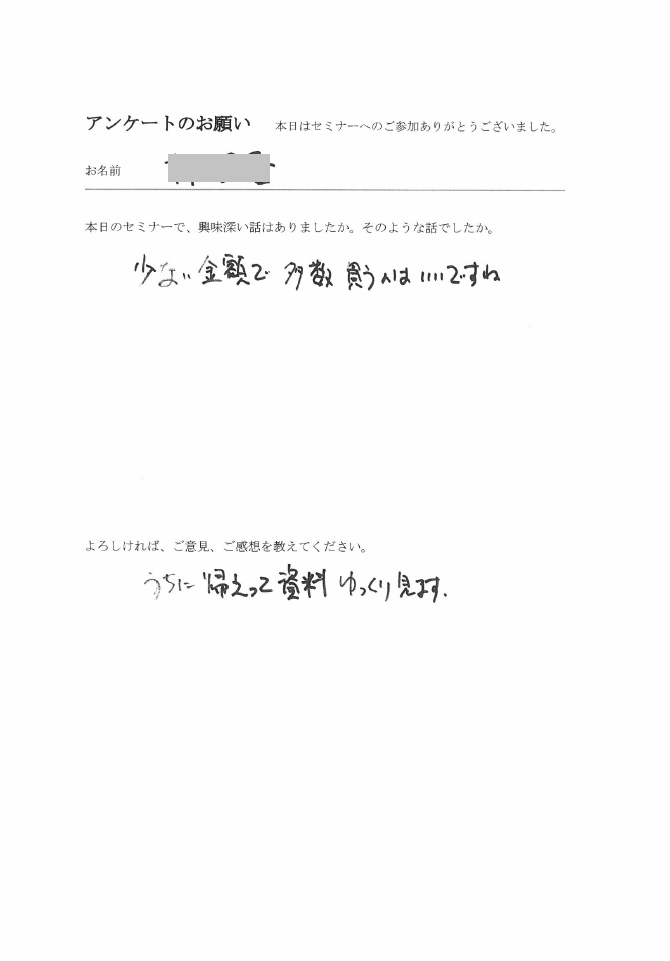 アンケートのお願い 本日はセミナーへのご参加ありがとうございました。
お名前
本日のセミナーで、興味深い話はありましたか。そのような話でしたか。
少ない金額で 多数 買う人は いいですね
よろしければ、ご意見、ご感想を教えてください。
うちに 帰えって 資料 ゆっくり 見ます.